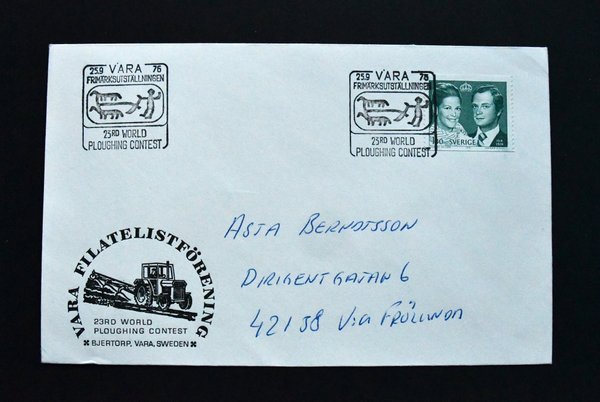 25.9 VARA 76
FRIMÄRKSUTSTÄLLNINGEN
23RD WORLD
PLOUGHING CONTEST
25.9 VARA 76
FRIMÄRKSUTSTÄLLNINGEN
23RD WORLD
PLOUGHING CONTEST
SVERIGE
ASTA BERNDTSSON
DIRIGENTGATAN 6
421 38 V:A FRÖLUNDA
VARA FILATELISTFÖRENING
23RD WORLD
PLOUGHING CONTEST
BJERTORP, VARA, SWEDEN